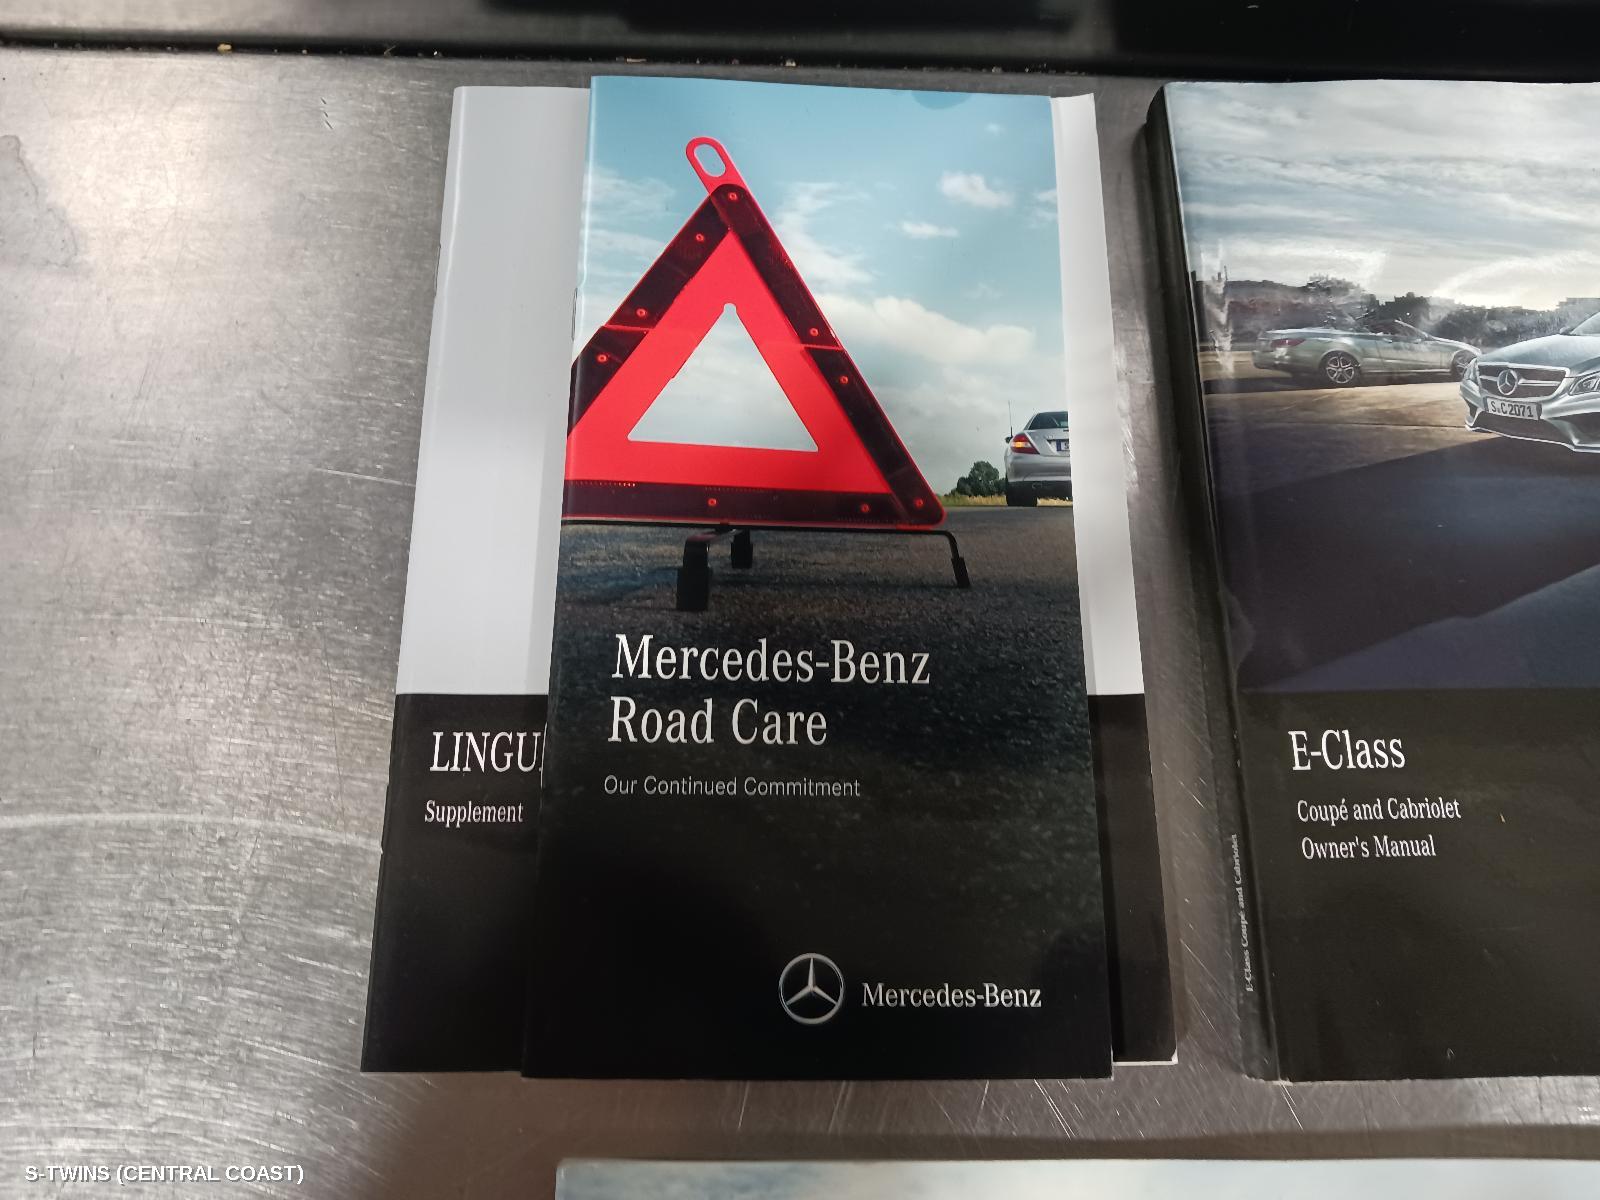 LINGU
Supplement
Mercedes-Benz
Road Care
Our Continued Commitment
Mercedes-Benz
S·C 2071
E-Class
Coupé and Cabriolet
Owner's Manual
E-Class Coupé and Cabriolet
S-TWINS (CENTRAL COAST)